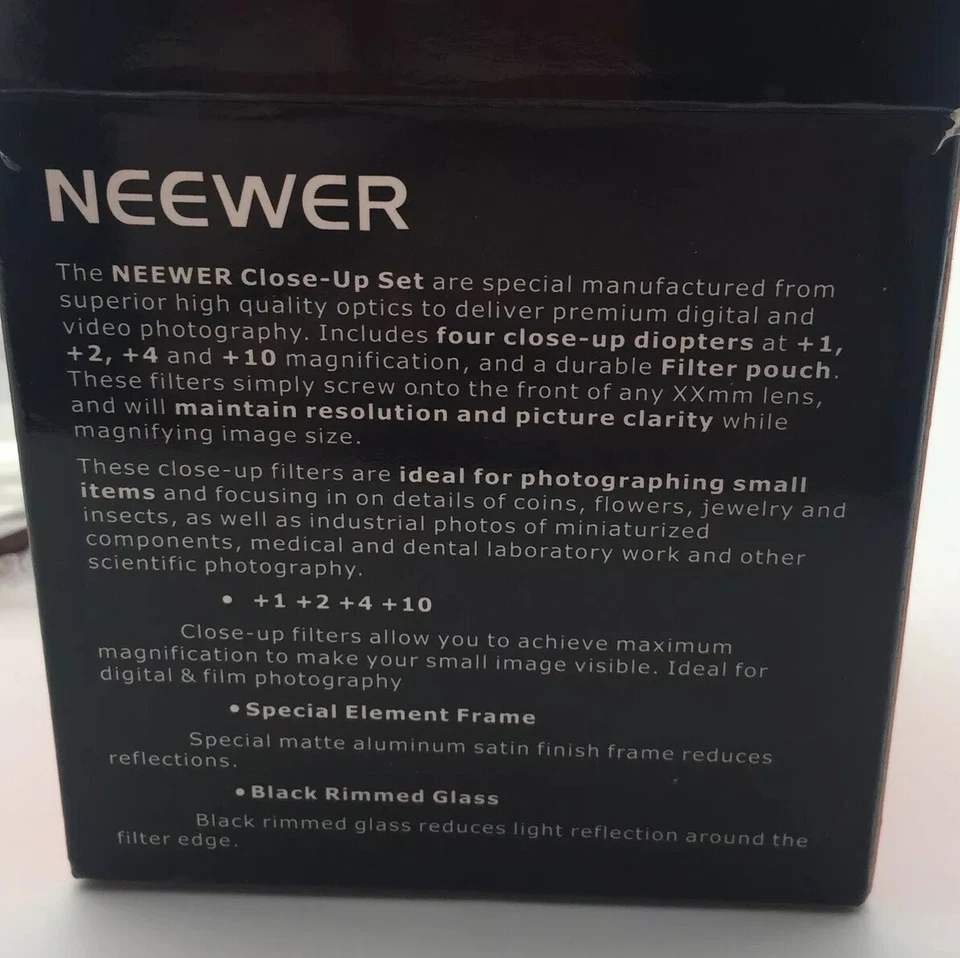 NEEWER
The NEEWER Close-Up Set are special manufactured from
superior high quality optics to deliver premium digital and
video photography. Includes four close-up diopters at +1,
+2, +4 and +10 magnification, and a durable Filter pouch.
These filters simply screw onto the front of any XXmm lens,
and will maintain resolution and picture clarity while
magnifying image size.
These close-up filters are ideal for photographing small
items and focusing in on details of coins, flowers, jewelry and
insects, as well as industrial photos of miniaturized
components, medical and dental laboratory work and other
scientific photography.
• +1 +2 +4 +10
Close-up filters allow you to achieve maximum
magnification to make your small image visible. Ideal for
digital & film photography
• Special Element Frame
Special matte aluminum satin finish frame reduces
reflections.
• Black Rimmed Glass
Black rimmed glass reduces light reflection around the
filter edge.